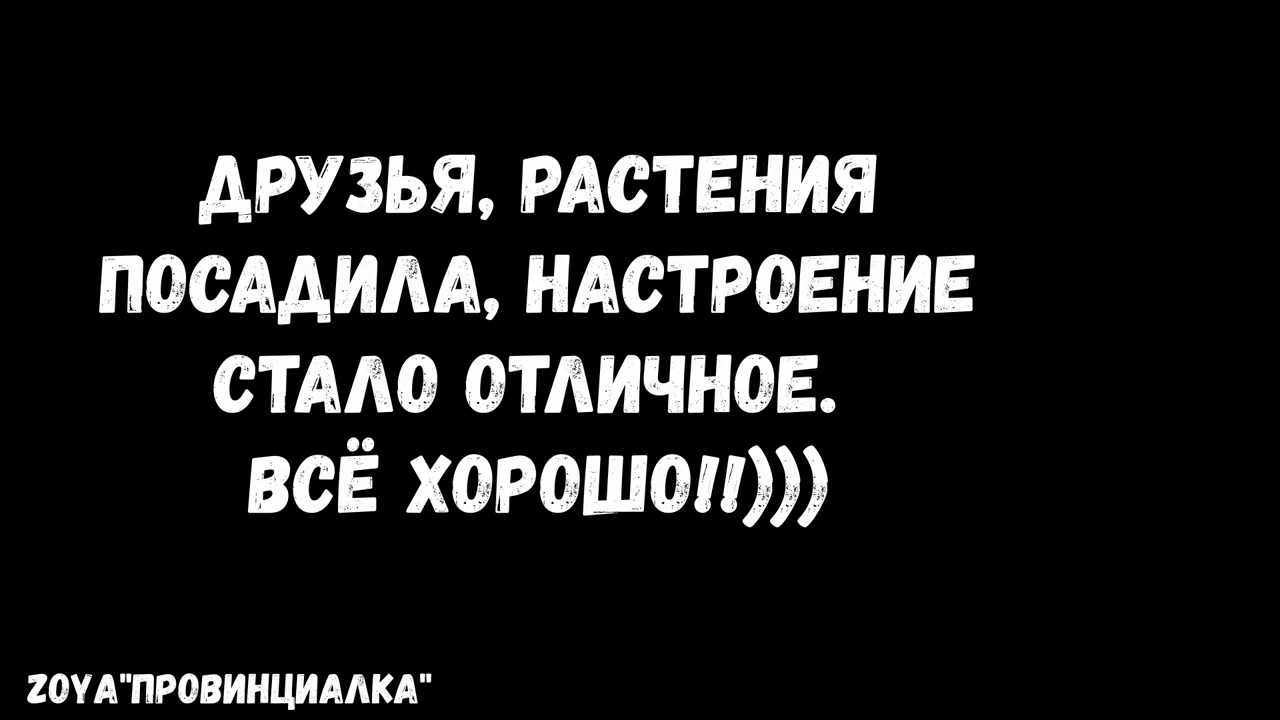 ДРУЗЬЯ, РАСТЕНИЯ
ПОСАДИЛА, НАСТРОЕНИЕ
СТАЛО ОТЛИЧНОЕ.
ВСЁ ХОРОШО!!)))
ZOYA"ПРОВИНЦИАЛКА"